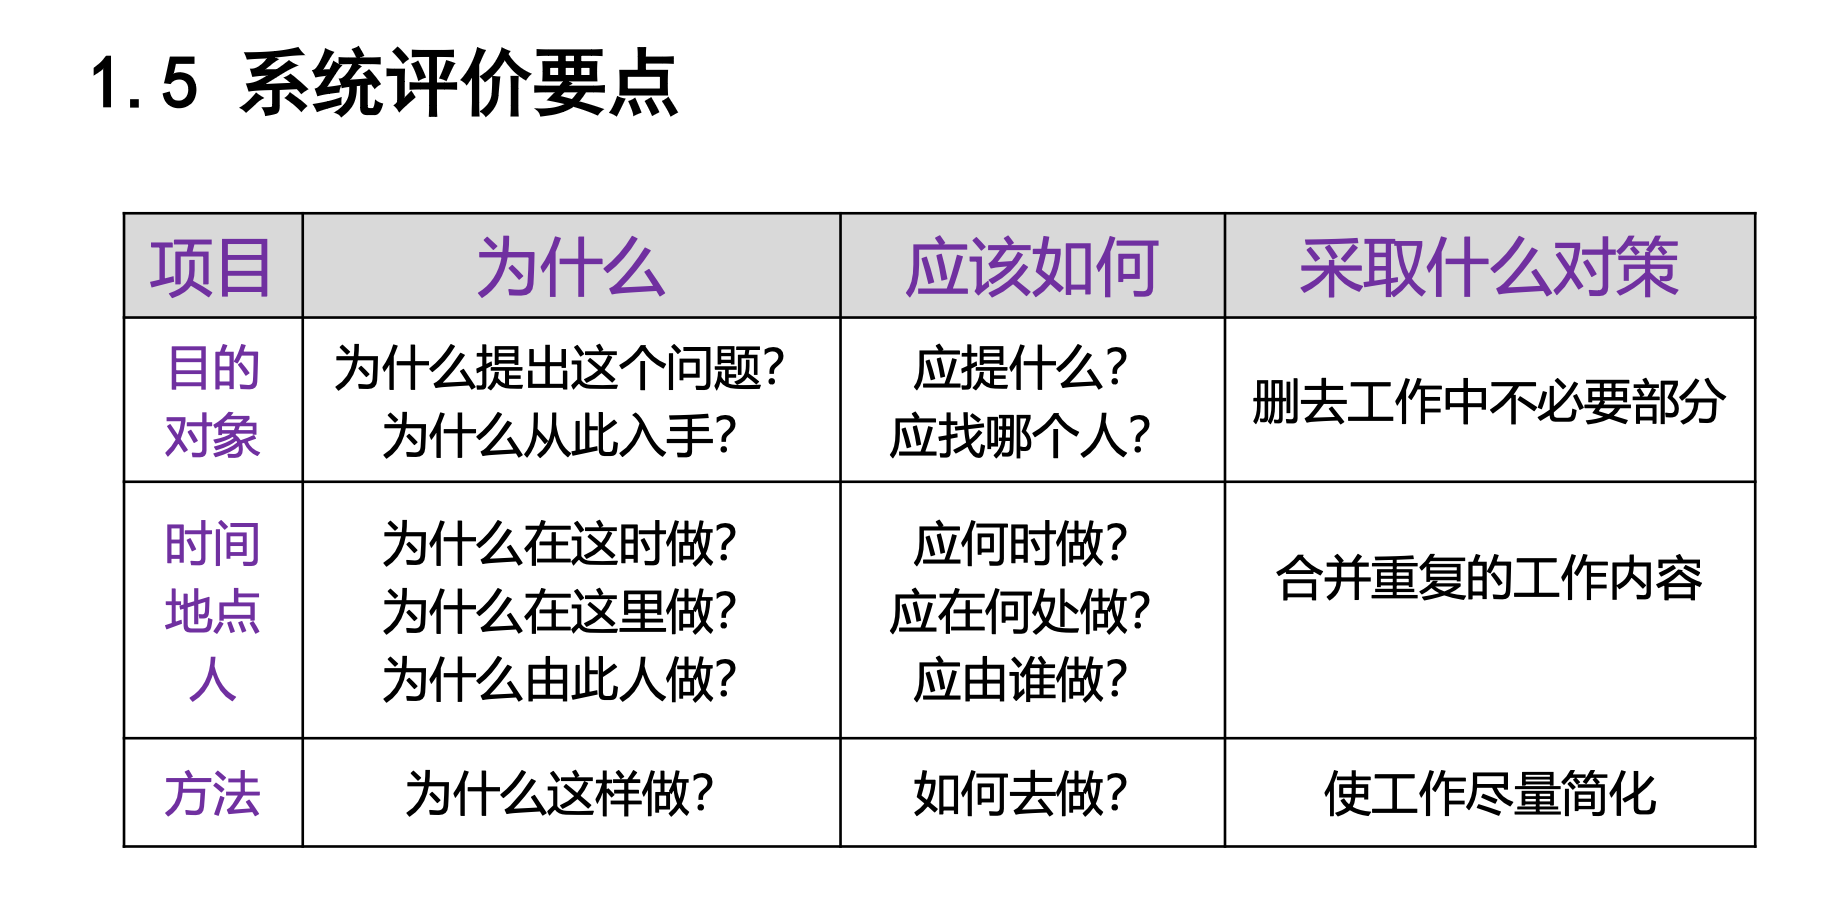 1.5 系统评价要点
项目 为什么 应该如何 采取什么对策
目的 为什么提出这个问题？ 应提什么？
对象 为什么从此入手？ 应找哪个人？
删去工作中不必要部分
时间 为什么在这时做？ 应何时做？
地点 为什么在这里做？ 应在何处做？
人 为什么由此人做？ 应由谁做？
合并重复的工作内容
方法 为什么这样做？ 如何去做？ 使工作尽量简化